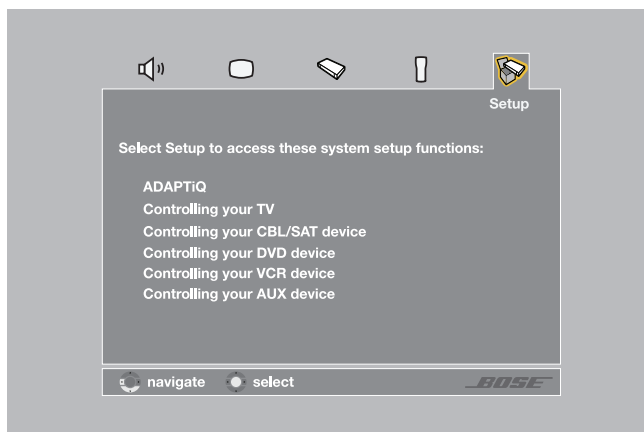 Setup
Select Setup to access these system setup functions:
ADAPTiQ
Controlling your TV
Controlling your CBL/SAT device
Controlling your DVD device
Controlling your VCR device
Controlling your AUX device
navigate select BOSE